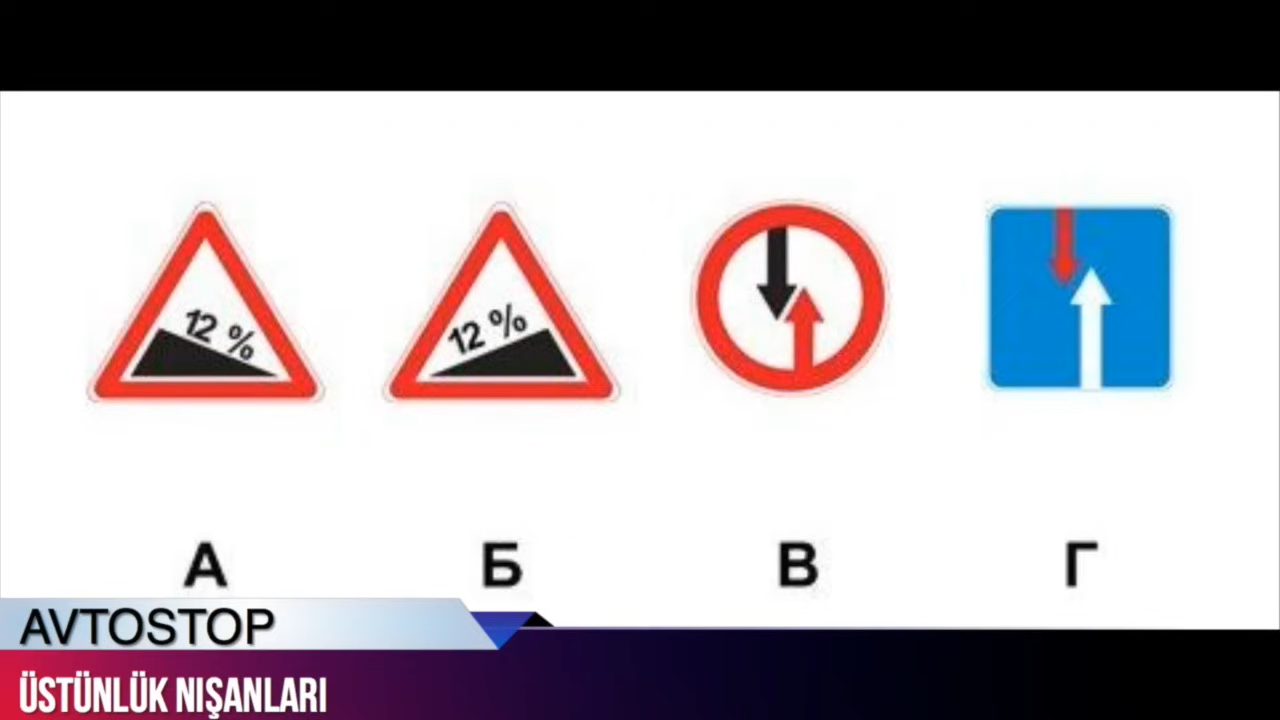 12 %
12 %
А
Б
В
Г
AVTOSTOP
ÜSTÜNLÜK NIŞANLARI